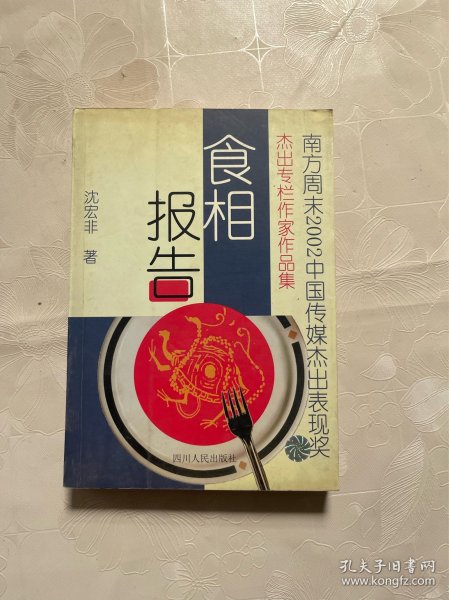 南方周末2002中国传媒杰出表现奖
杰出专栏作家作品集
食相
报告
沈宏非 著
四川人民出版社
孔夫子旧书网
www.kongfz.com